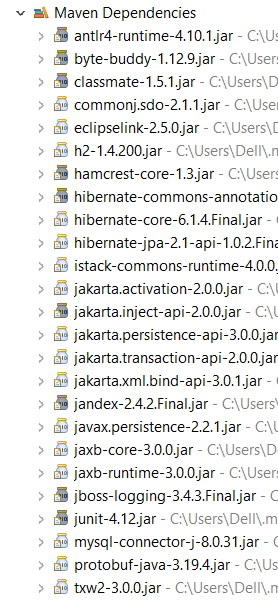 Maven Dependencies
antlr4-runtime-4.10.1.jar - C:\Us
byte-buddy-1.12.9.jar - C:\Users\
classmate-1.5.1.jar - C:\Users\De
commonj.sdo-2.1.1.jar - C:\Users
eclipselink-2.5.0.jar - C:\Users\D
h2-1.4.200.jar - C:\Users\Dell\.m
hamcrest-core-1.3.jar - C:\Users\
hibernate-commons-annotation
hibernate-core-6.1.4.Final.jar - C
hibernate-jpa-2.1-api-1.0.2.Fina
istack-commons-runtime-4.0.0.
jakarta.activation-2.0.0.jar - C:\U
jakarta.inject-api-2.0.0.jar - C:\U
jakarta.persistence-api-3.0.0.jar
jakarta.transaction-api-2.0.0.jar
jakarta.xml.bind-api-3.0.1.jar - C
jandex-2.4.2.Final.jar - C:\Users\
javax.persistence-2.2.1.jar - C:\U
jaxb-core-3.0.0.jar - C:\Users\De
jaxb-runtime-3.0.0.jar - C:\Users
jboss-logging-3.4.3.Final.jar - C:
junit-4.12.jar - C:\Users\Dell\.m2
mysql-connector-j-8.0.31.jar - C:
protobuf-java-3.19.4.jar - C:\Use
txw2-3.0.0.jar - C:\Users\Dell\.m